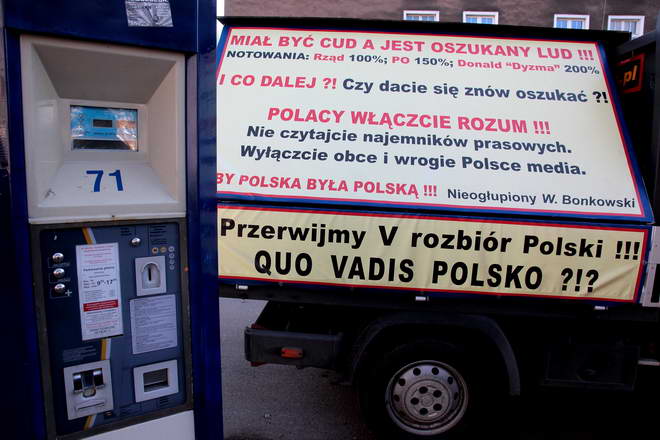 MIAŁ BYĆ CUD A JEST OSZUKANY LUD !!!
NOTOWANIA: Rząd 100%; PO 150%; Donald "Dyzma" 200%
I CO DALEJ ?! Czy dacie się znów oszukać ?!
POLACY WŁĄCZCIE ROZUM !!!
Nie czytajcie najemników prasowych.
Wyłączcie obce i wrogie Polsce media.
BY POLSKA BYŁA POLSKĄ !!! Nieogłupiony W. Bonkowski
Przerwijmy V rozbiór Polski !!!
QUO VADIS POLSKO ?!?
.pl
71